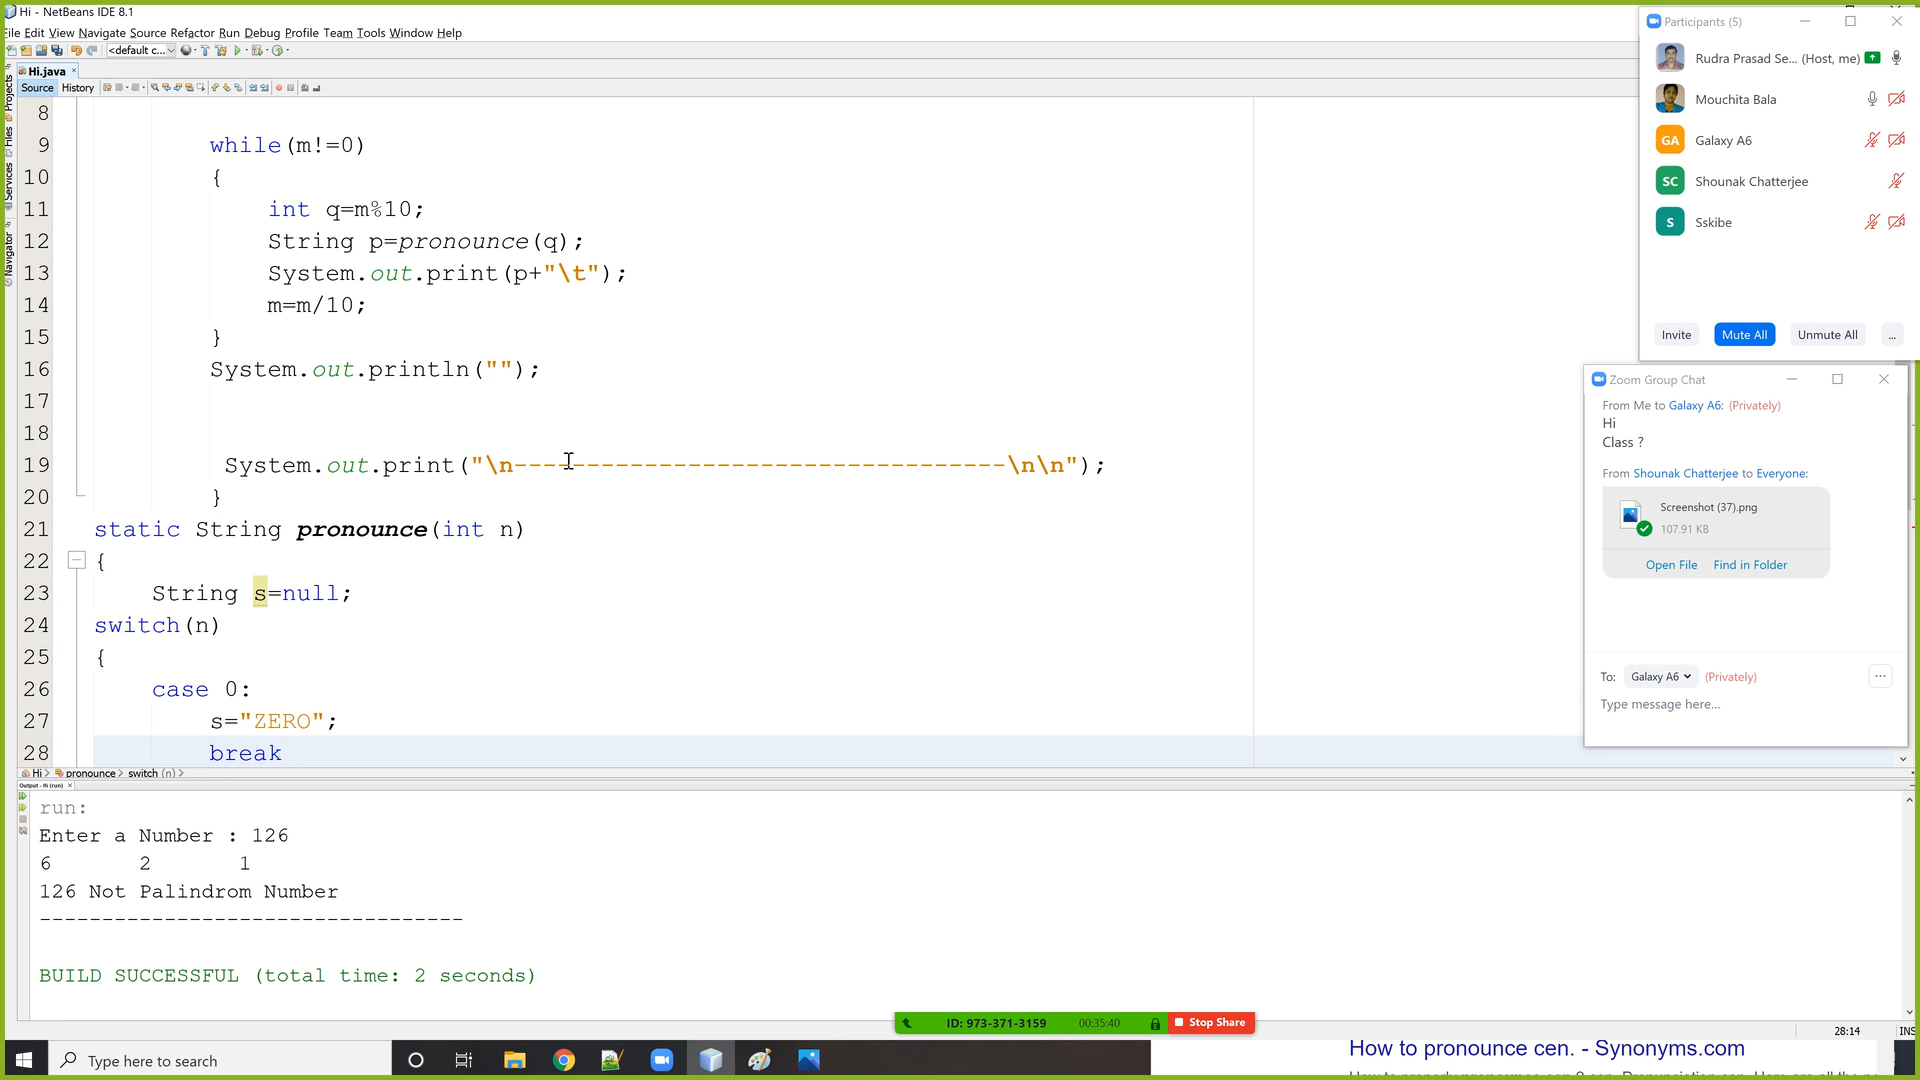 Hi - NetBeans IDE 8.1
File Edit View Navigate Source Refactor Run Debug Profile Team Tools Window Help
<default c...
Hi.java
Source History
Projects
Files
Services
Navigator
8
9 while(m!=0)
10 {
11 int q=m%10;
12 String p=pronounce(q);
13 System.out.print(p+"\t");
14 m=m/10;
15 }
16 System.out.println("");
17
18
19 System.out.print("\n----------------------------------\n\n");
20 }
21 static String pronounce(int n)
22 {
23 String s=null;
24 switch(n)
25 {
26 case 0:
27 s="ZERO";
28 break
Hi > pronounce > switch (n) >
Output - Hi (run)
run:
Enter a Number : 126
6 2 1
126 Not Palindrom Number
----------------------------------
BUILD SUCCESSFUL (total time: 2 seconds)
28:14 INS
Participants (5)
Rudra Prasad Se... (Host, me)
Mouchita Bala
GA Galaxy A6
SC Shounak Chatterjee
S Sskibe
Invite Mute All Unmute All ...
Zoom Group Chat
From Me to Galaxy A6: (Privately)
Hi
Class ?
From Shounak Chatterjee to Everyone:
Screenshot (37).png
107.91 KB
Open File Find in Folder
To: Galaxy A6 (Privately)
Type message here...
ID: 973-371-3159 00:35:40 Stop Share
Type here to search
How to pronounce cen. - Synonyms.com